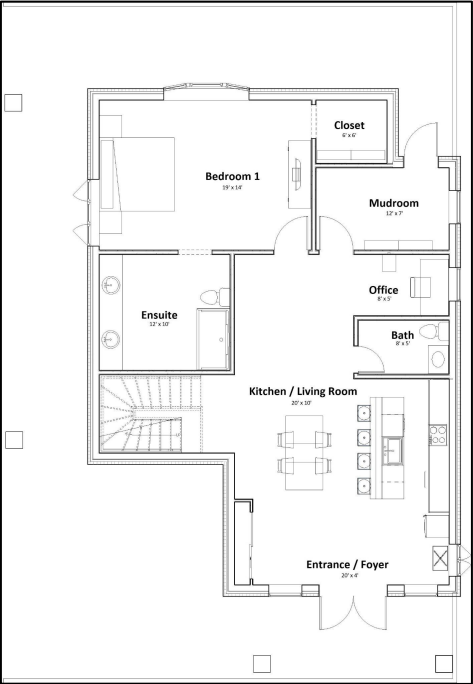 Closet
6' x 6'
Bedroom 1
19' x 14'
Mudroom
12' x 7'
Office
8' x 5'
Ensuite
12' x 10'
Bath
8' x 5'
Kitchen / Living Room
20' x 10'
Entrance / Foyer
20' x 4'